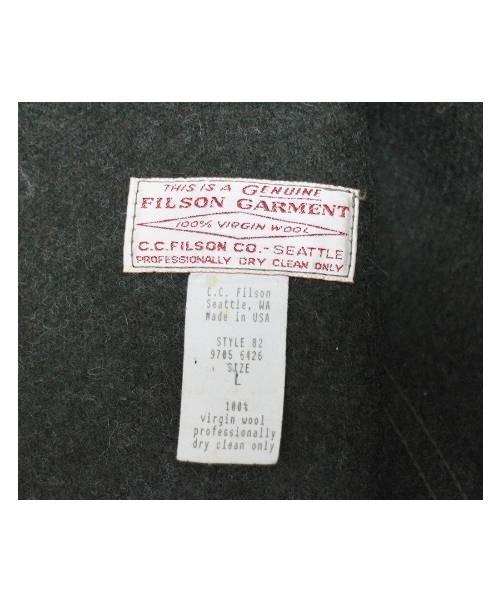 THIS IS A GENUINE
FILSON GARMENT
100% VIRGIN WOOL
C.C.FILSON CO.-SEATTLE
PROFESSIONALLY DRY CLEAN ONLY
C.C. Filson
Seattle, WA
Made in USA
STYLE 82
9705 6426
SIZE
L
100%
virgin wool
professionally
dry clean only